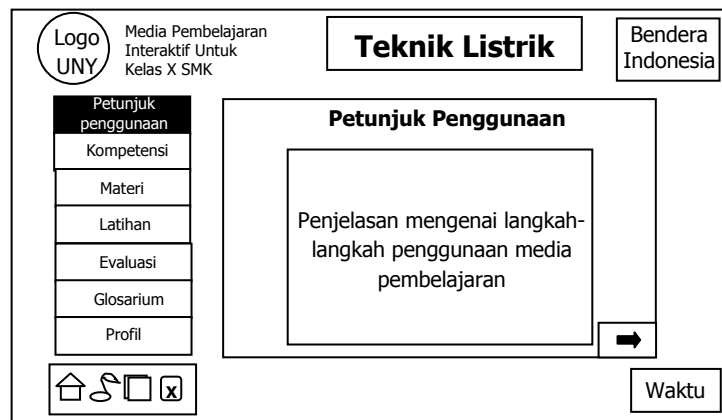 Logo
UNY
Media Pembelajaran
Interaktif Untuk
Kelas X SMK
Teknik Listrik
Bendera
Indonesia
Petunjuk
penggunaan
Kompetensi
Materi
Latihan
Evaluasi
Glosarium
Profil
Petunjuk Penggunaan
Penjelasan mengenai langkah-
langkah penggunaan media
pembelajaran
x
Waktu